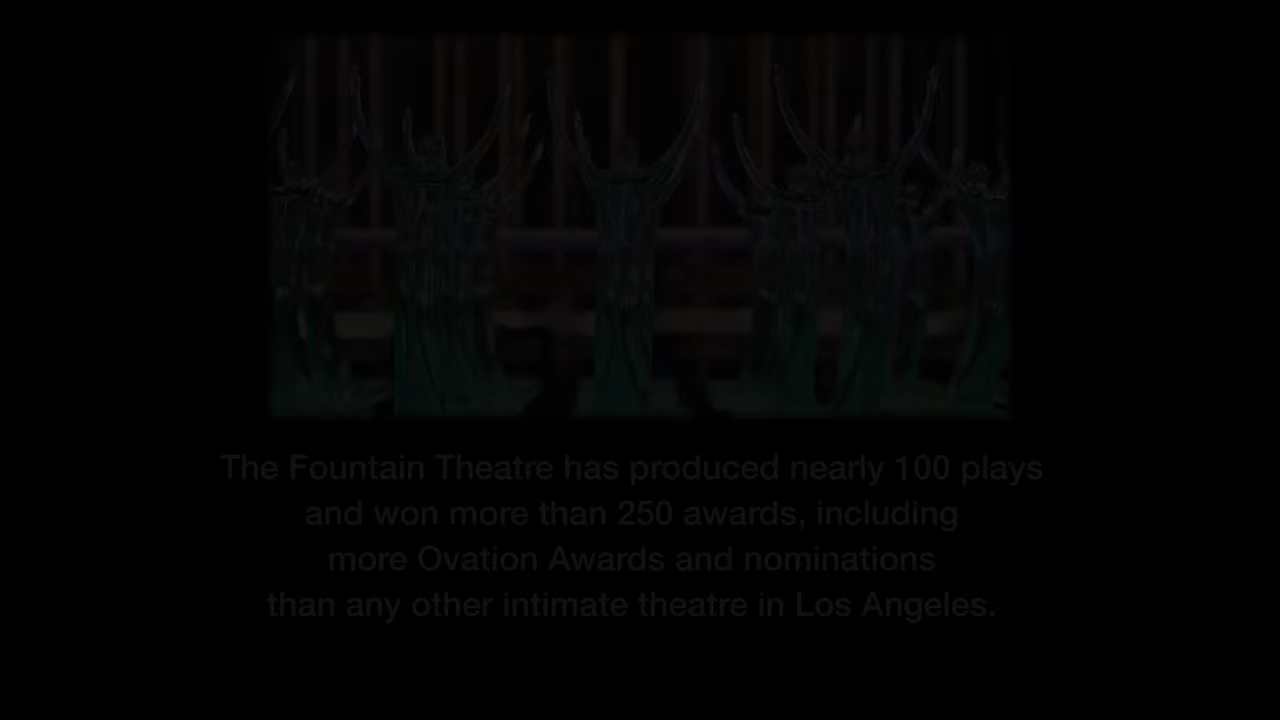 The Fountain Theatre has produced nearly 100 plays
and won more than 250 awards, including
more Ovation Awards and nominations
than any other intimate theatre in Los Angeles.